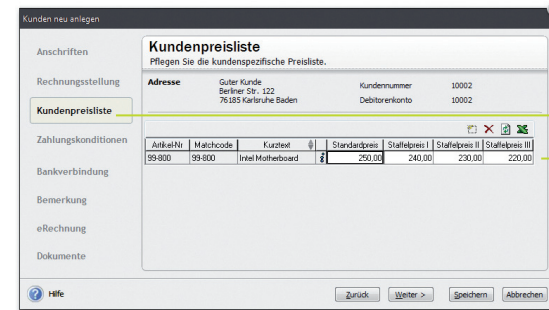 Kunden neu anlegen
Anschriften
Rechnungsstellung
Kundenpreisliste
Zahlungskonditionen
Bankverbindung
Bemerkung
eRechnung
Dokumente
Kundenpreisliste
Pflegen Sie die kundenspezifische Preisliste.
Adresse Guter Kunde Kundennummer 10002
Berliner Str. 122
76185 Karlsruhe Baden Debitorenkonto 10002
Artikel-Nr Matchcode Kurztext Standardpreis Staffelpreis I Staffelpreis II Staffelpreis III
99-800 99-800 Intel Motherboard 250,00 240,00 230,00 220,00
Hilfe Zurück Weiter > Speichern Abbrechen